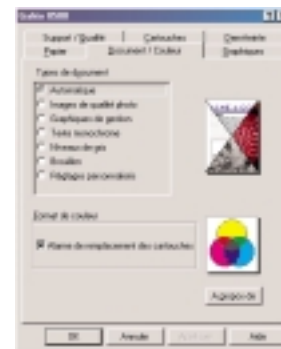 Support / Qualité Cartouches
Papier Document / Couleur Graphiques
Types de document
Automatique
Images de qualité photo
Graphiques de gestion
Texte monochrome
Niveaux de gris
Brouillon
Réglages personnalisés
Format de couleur
Alarme de remplacement des cartouches
A propos de
OK Annuler Aide